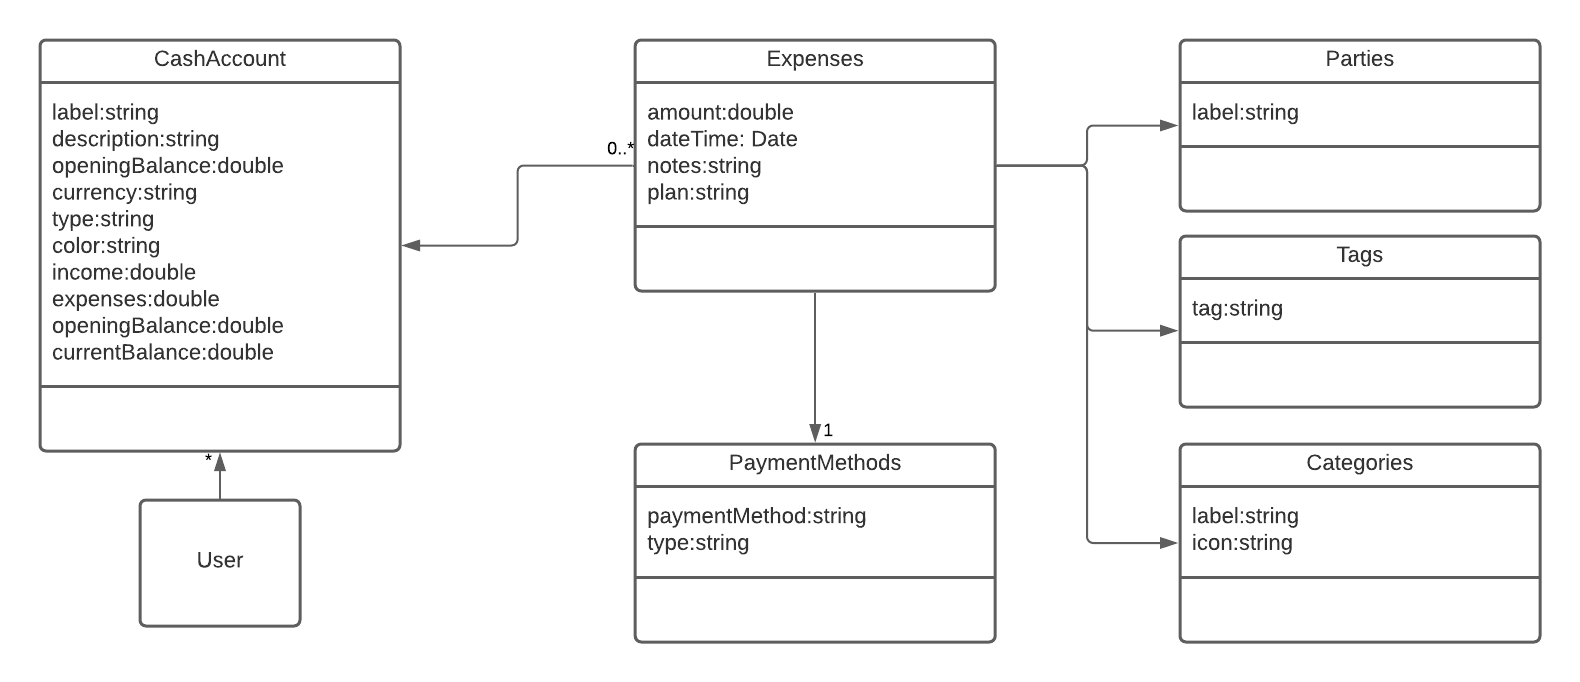 CashAccount
label:string
description:string
openingBalance:double
currency:string
type:string
color:string
income:double
expenses:double
openingBalance:double
currentBalance:double
*
User
Expenses
amount:double
dateTime: Date
notes:string
plan:string
0..*
1
PaymentMethods
paymentMethod:string
type:string
Parties
label:string
Tags
tag:string
Categories
label:string
icon:string